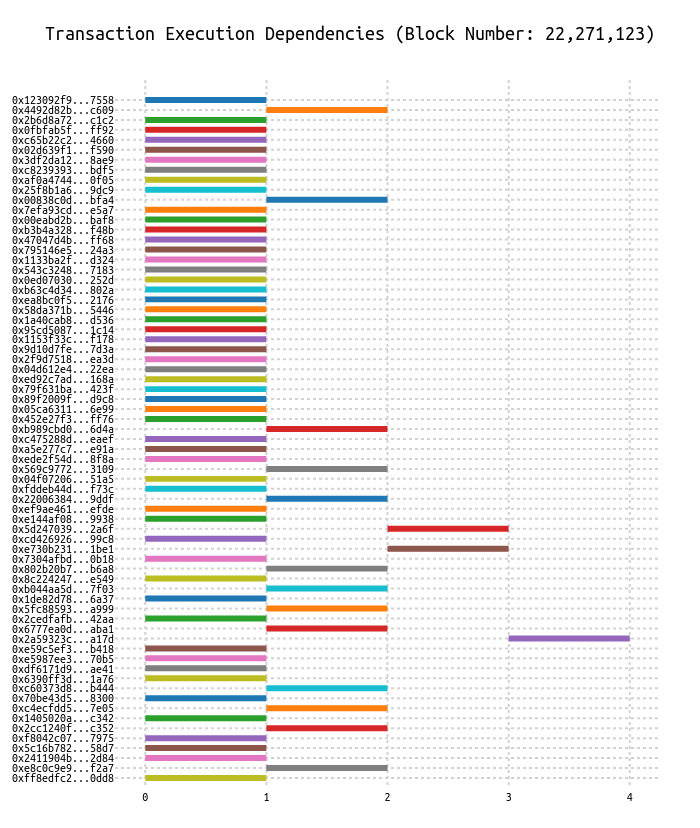 Transaction Execution Dependencies (Block Number: 22,271,123)
0x123092f9...7558
0x4492d82b...c609
0x2b6d8a72...c1c2
0x0fbfab5f...ff92
0xc65b22c2...4660
0x02d639f1...f590
0x3df2da12...8ae9
0xc8239393...bdf5
0xaf0a4744...0f05
0x25f8b1a6...9dc9
0x00838c0d...bfa4
0x7efa93cd...e5a7
0x00eabd2b...baf8
0xb3b4a328...f48b
0x47047d4b...ff68
0x795146e5...24a3
0x1133ba2f...d324
0x543c3248...7183
0x0ed07030...252d
0xb63c4d34...802a
0xea8bc0f5...2176
0x58da371b...5446
0x1a40cab8...d536
0x95cd5087...1c14
0x1153f33c...f178
0x9d10d7fe...7d3a
0x2f9d7518...ea3d
0x04d612e4...22ea
0xed92c7ad...168a
0x79f631ba...423f
0x89f2009f...d9c8
0x05ca6311...6e99
0x452e27f3...ff76
0xb989cbd0...6d4a
0xc475288d...eaef
0xa5e277c7...e91a
0xede2f54d...8f8a
0x569c9772...3109
0x04f07206...51a5
0xfddeb44d...f73c
0x22006384...9ddf
0xef9ae461...efde
0xe144af08...9938
0x5d247039...2a6f
0xcd426926...99c8
0xe730b231...1be1
0x7304afbd...0b18
0x802b20b7...b6a8
0x8c224247...e549
0xb044aa5d...7f03
0x1de82d78...6a37
0x5fc88593...a999
0x2cedfafb...42aa
0x6777ea0d...aba1
0x2a59323c...a17d
0xe59c5ef3...b418
0xe5987ee3...70b5
0xdf6171d9...ae41
0x6390ff3d...1a76
0xc60373d8...b444
0x70be43d5...8300
0xc4ecfdd5...7e05
0x1405020a...c342
0x2cc1240f...c352
0xf8042c07...7975
0x5c16b782...58d7
0x2411904b...2d84
0xe8c0c9e9...f2a7
0xff8edfc2...0dd8
0 1 2 3 4